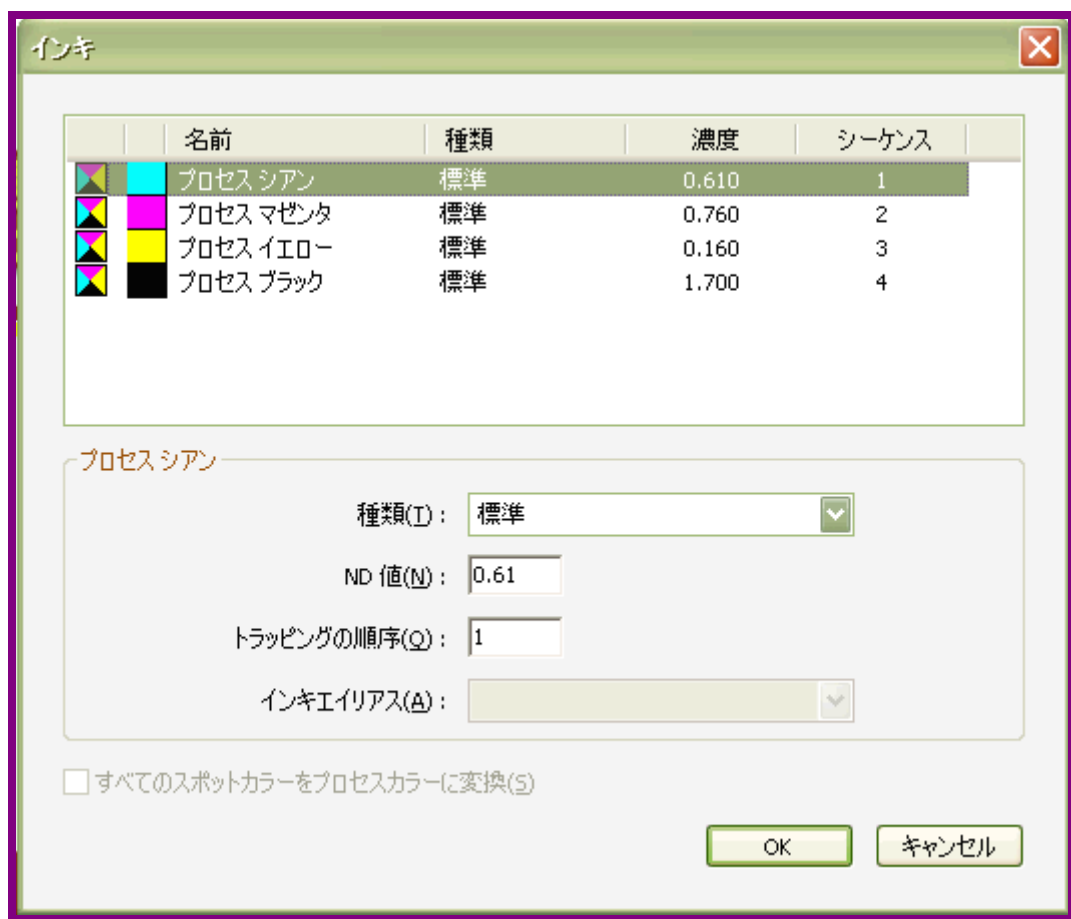 インキ
名前 種類 濃度 シーケンス
プロセス シアン 標準 0.610 1
プロセス マゼンタ 標準 0.760 2
プロセス イエロー 標準 0.160 3
プロセス ブラック 標準 1.700 4
プロセス シアン
種類(T): 標準
ND 値(N): 0.61
トラッピングの順序(Q): 1
インキエイリアス(A):
すべてのスポットカラーをプロセスカラーに変換(S)
OK キャンセル